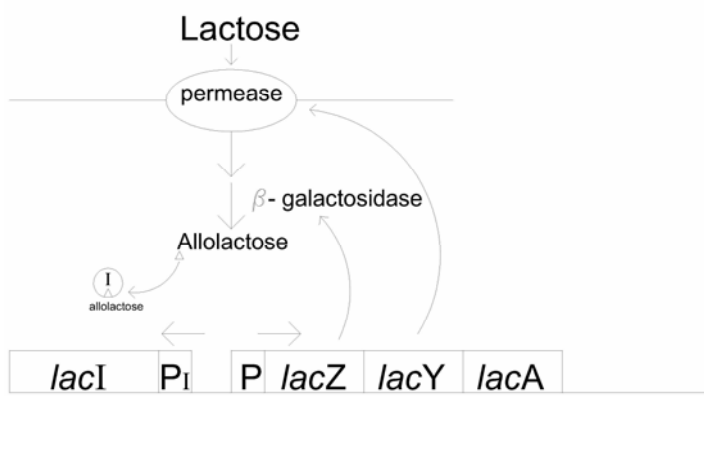 Lactose
permease
β- galactosidase
Allolactose
I
allolactose
lacI PI P lacZ lacY lacA